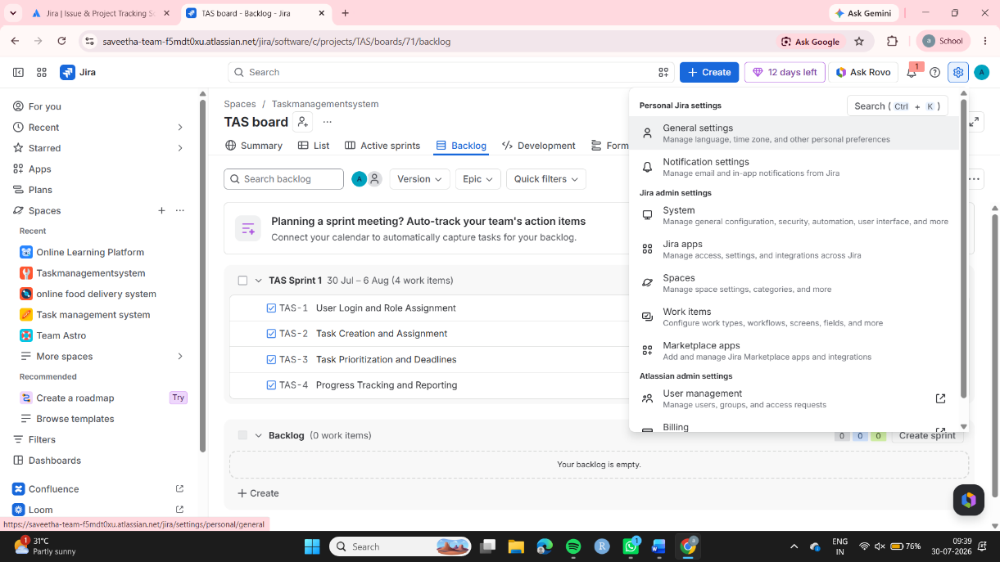 Jira | Issue & Project Tracking S
TAS board - Backlog - Jira
Ask Gemini
saveetha-team-f5mdt0xu.atlassian.net/jira/software/c/projects/TAS/boards/71/backlog
Ask Google
a
School
Jira
Search
Create
12 days left
Ask Rovo
1
A
For you
Recent
Starred
Apps
Plans
Spaces
Recent
Online Learning Platform
Taskmanagementsystem
online food delivery system
Task management system
Team Astro
More spaces
Recommended
Create a roadmap
Try
Browse templates
Filters
Dashboards
Confluence
Loom
Spaces / Taskmanagementsystem
TAS board
Summary
List
Active sprints
Backlog
Development
Form
Search backlog
A
Version
Epic
Quick filters
Planning a sprint meeting? Auto-track your team's action items
Connect your calendar to automatically capture tasks for your backlog.
TAS Sprint 1 30 Jul – 6 Aug (4 work items)
TAS-1 User Login and Role Assignment
TAS-2 Task Creation and Assignment
TAS-3 Task Prioritization and Deadlines
TAS-4 Progress Tracking and Reporting
Backlog (0 work items)
0 0 0 Create sprint
Your backlog is empty.
Create
Personal Jira settings
Search ( Ctrl + K )
General settings
Manage language, time zone, and other personal preferences
Notification settings
Manage email and in-app notifications from Jira
Jira admin settings
System
Manage general configuration, security, automation, user interface, and more
Jira apps
Manage access, settings, and integrations across Jira
Spaces
Manage space settings, categories, and more
Work items
Configure work types, workflows, screens, fields, and more
Marketplace apps
Add and manage Jira Marketplace apps and integrations
Atlassian admin settings
User management
Manage users, groups, and access requests
Billing
https://saveetha-team-f5mdt0xu.atlassian.net/jira/settings/personal/general
1
31°C
Partly sunny
Search
1
ENG
IN
76%
09:39
30-07-2026